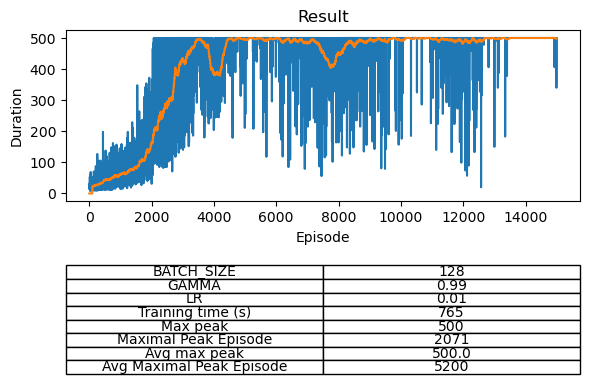 Result
500
400
300
200
100
0
Duration
0 2000 4000 6000 8000 10000 12000 14000
Episode
BATCH_SIZE 128
GAMMA 0.99
LR 0.01
Training time (s) 765
Max peak 500
Maximal Peak Episode 2071
Avg max peak 500.0
Avg Maximal Peak Episode 5200